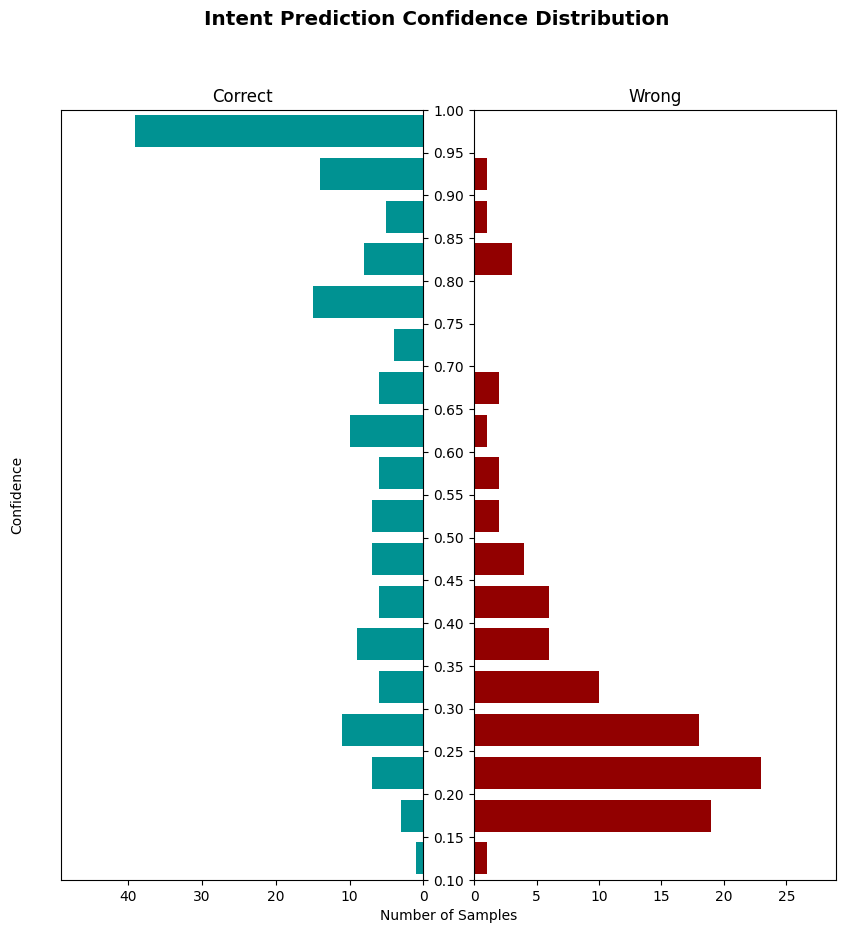 Intent Prediction Confidence Distribution
Correct
Wrong
1.00
0.95
0.90
0.85
0.80
0.75
0.70
0.65
0.60
0.55
0.50
0.45
0.40
0.35
0.30
0.25
0.20
0.15
0.10
Confidence
40 30 20 10 0
0 5 10 15 20 25
Number of Samples